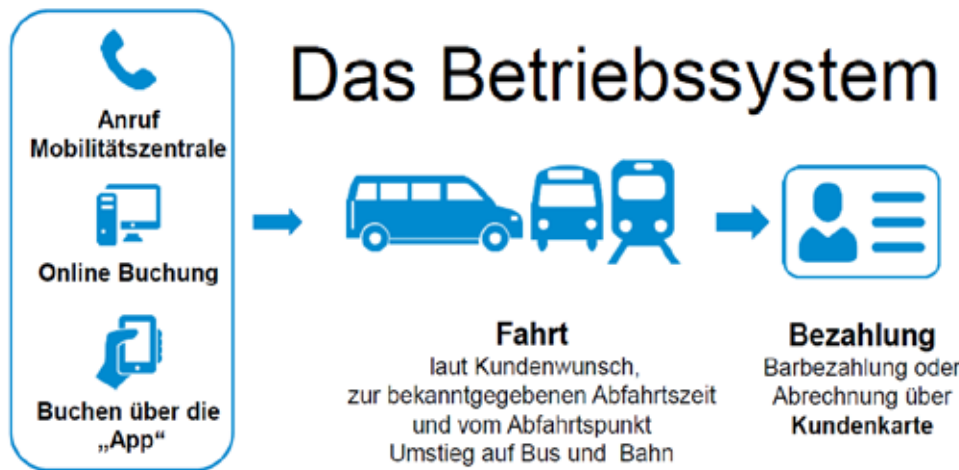 Das Betriebssystem
Anruf
Mobilitätszentrale
Online Buchung
Buchen über die
„App“
Fahrt
laut Kundenwunsch,
zur bekanntgegebenen Abfahrtszeit
und vom Abfahrtspunkt
Umstieg auf Bus und Bahn
Bezahlung
Barbezahlung oder
Abrechnung über
Kundenkarte